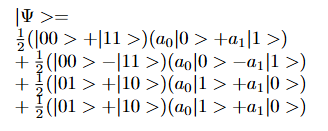 |Ψ >=
½(|00 > +|11 >)(a₀|0 > +a₁|1 >)
+ ½(|00 > −|11 >)(a₀|0 > −a₁|1 >)
+ ½(|01 > +|10 >)(a₀|1 > +a₁|0 >)
+ ½(|01 > +|10 >)(a₀|1 > +a₁|0 >)